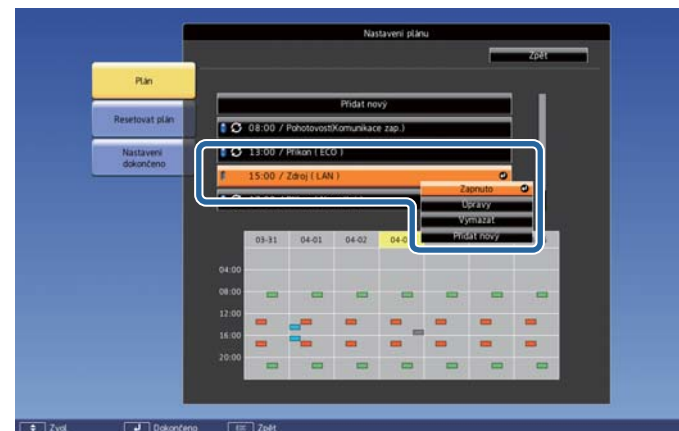 Nastavení plánu
Zpět
Plán
Resetovat plán
Nastavení
dokončeno
Přidat nový
08:00 / Pohotovost(Komunikace zap.)
13:00 / Příkon ( ECO )
15:00 / Zdroj ( LAN )
Zapnuto
Úpravy
Vymazat
Přidat nový
03-31 04-01 04-02
04:00
08:00
12:00
16:00
20:00
Zvol Dokončeno Zpět